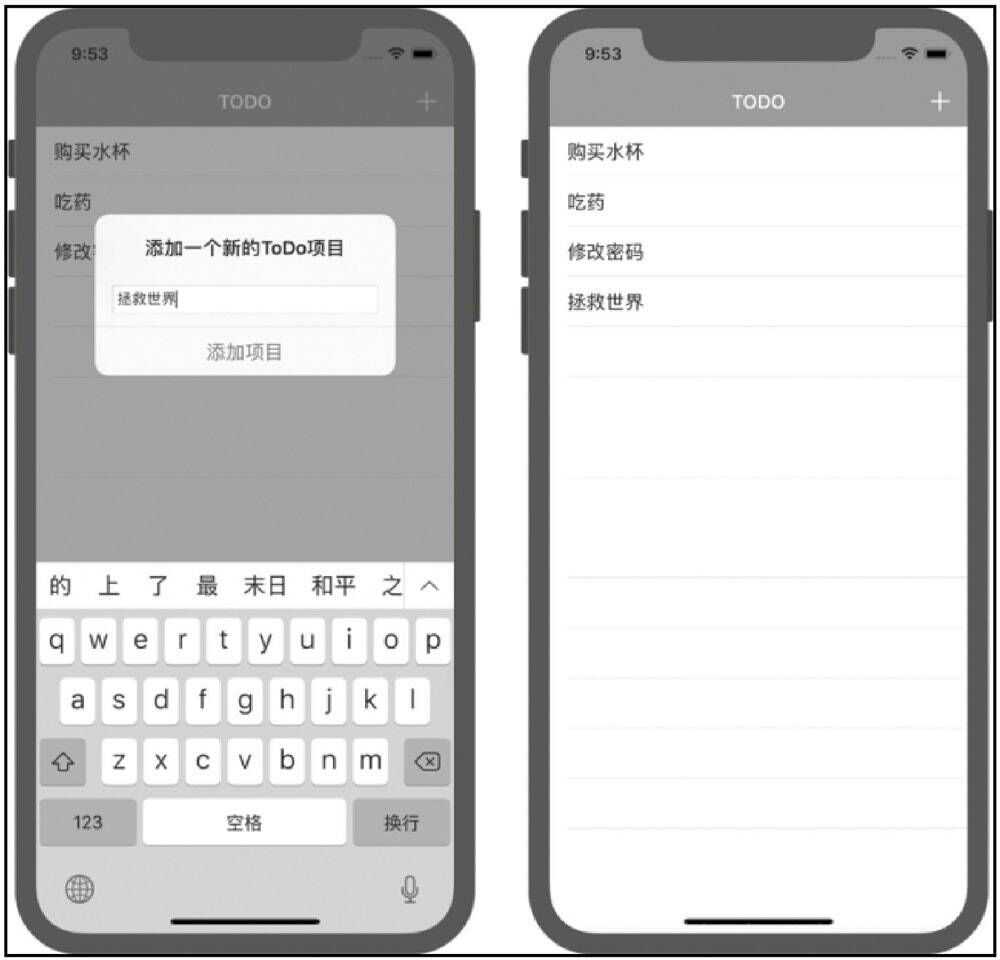 9:53
TODO
购买水杯
吃药
修改
添加一个新的ToDo项目
拯救世界
添加项目
的 上 了 最 末日 和平 之
q w e r t y u i o p
a s d f g h j k l
z x c v b n m
123 空格 换行
9:53
TODO
购买水杯
吃药
修改密码
拯救世界